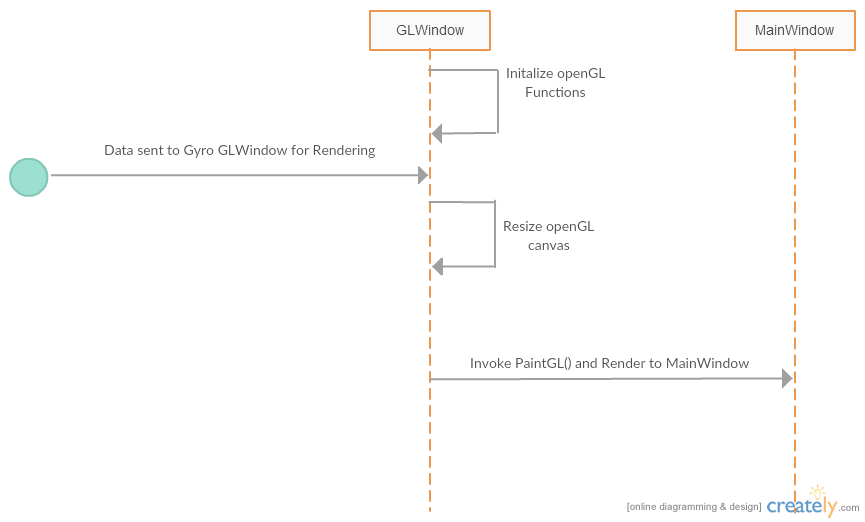 GLWindow
MainWindow
Initalize openGL
Functions
Data sent to Gyro GLWindow for Rendering
Resize openGL
canvas
Invoke PaintGL() and Render to MainWindow
[online diagramming & design] creately.com